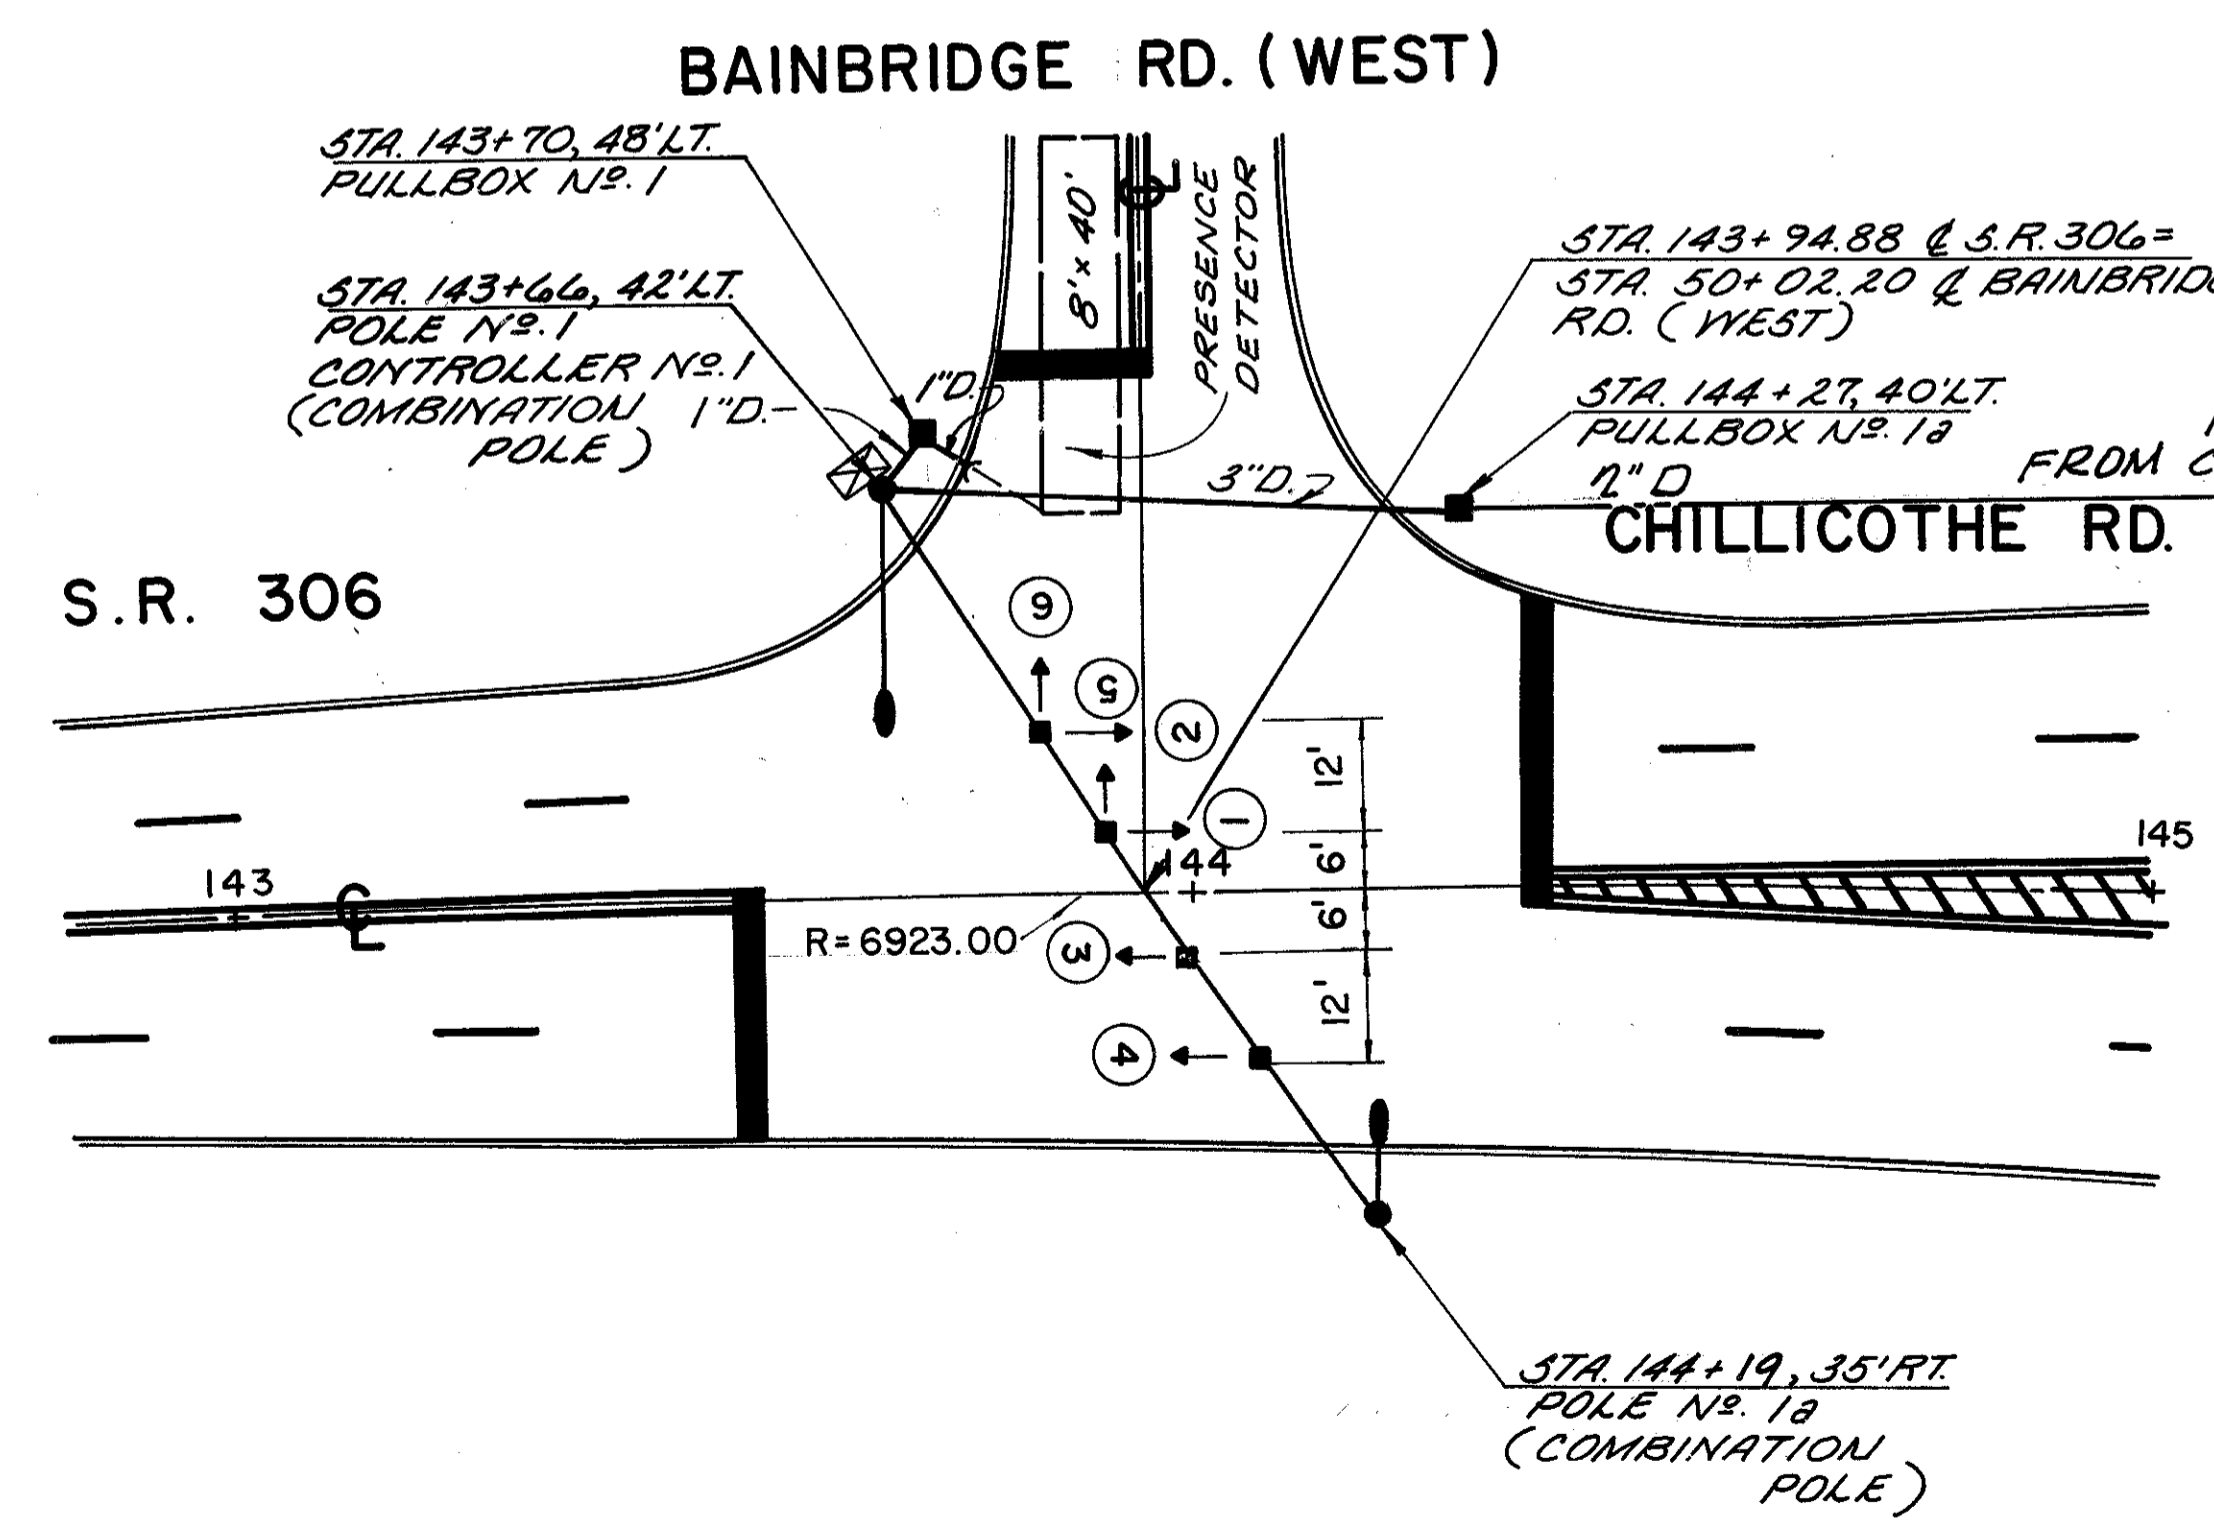 BAINBRIDGE RD. (WEST)
STA. 143+70, 48'LT.
PULLBOX Nº. 1
STA. 143+66, 42'LT.
POLE Nº. 1
CONTROLLER Nº. 1
(COMBINATION
POLE)
1"D.
1"D.
8' x 40'
℄
PRESENCE
DETECTOR
STA. 143+94.88 ℄ S.R. 306=
STA. 50+02.20 ℄ BAINBRIDG
RD. (WEST)
STA. 144+27, 40'LT.
PULLBOX Nº. 1a
3"D.
2"D
FROM C
CHILLICOTHE RD.
S.R. 306
6
5
2
1
12'
6'
6'
12'
143
℄
144
145
R=6923.00
3
4
STA. 144+19, 35'RT.
POLE Nº. 1a
(COMBINATION
POLE)